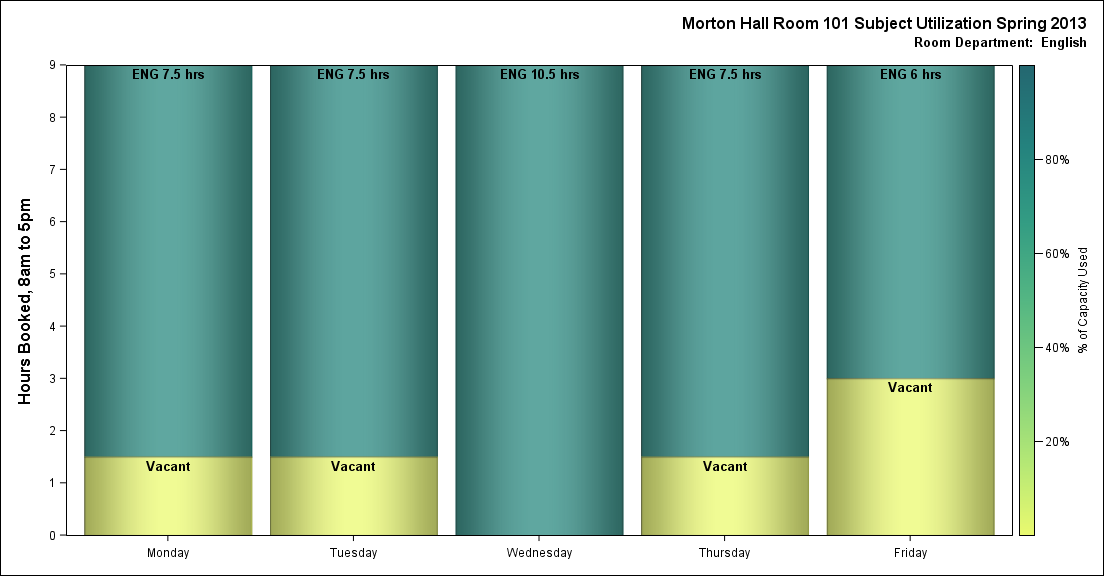 Morton Hall Room 101 Subject Utilization Spring 2013
Room Department:  English
Hours Booked, 8am to 5pm
9
8
7
6
5
4
3
2
1
0
ENG 7.5 hrs
ENG 7.5 hrs
ENG 10.5 hrs
ENG 7.5 hrs
ENG 6 hrs
Vacant
Vacant
Vacant
Vacant
Monday
Tuesday
Wednesday
Thursday
Friday
80%
60%
40%
20%
% of Capacity Used